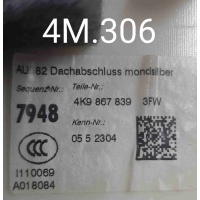 4M.306
AU 82 Dachabschluss mondsilber
Sequenz-Nr.: Teile-Nr.:
7948 4K9 867 839 3FW
Kenn-Nr.:
05 5 2304
CCC
I110069
A018084